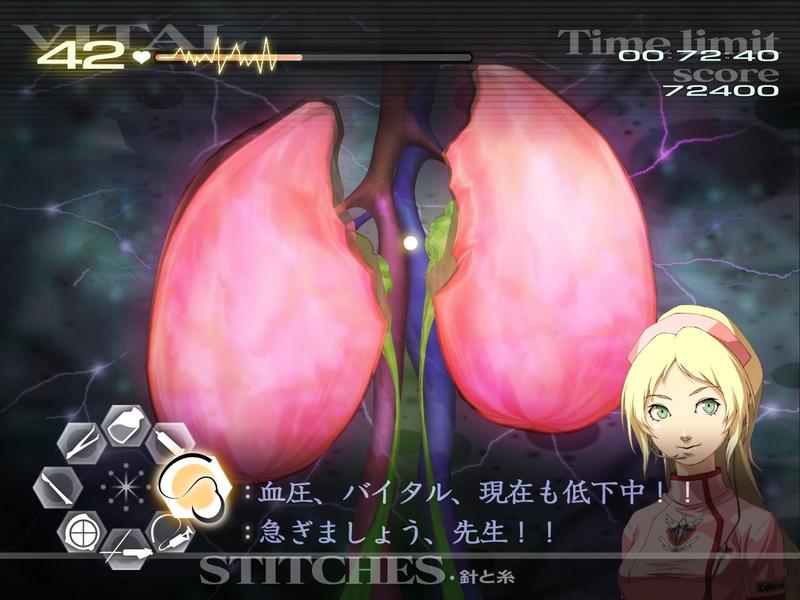 VITAL
42
Time limit
00:72:40
score
72400
：血圧、バイタル、現在も低下中！！
：急ぎましょう、先生！！
STITCHES・針と糸